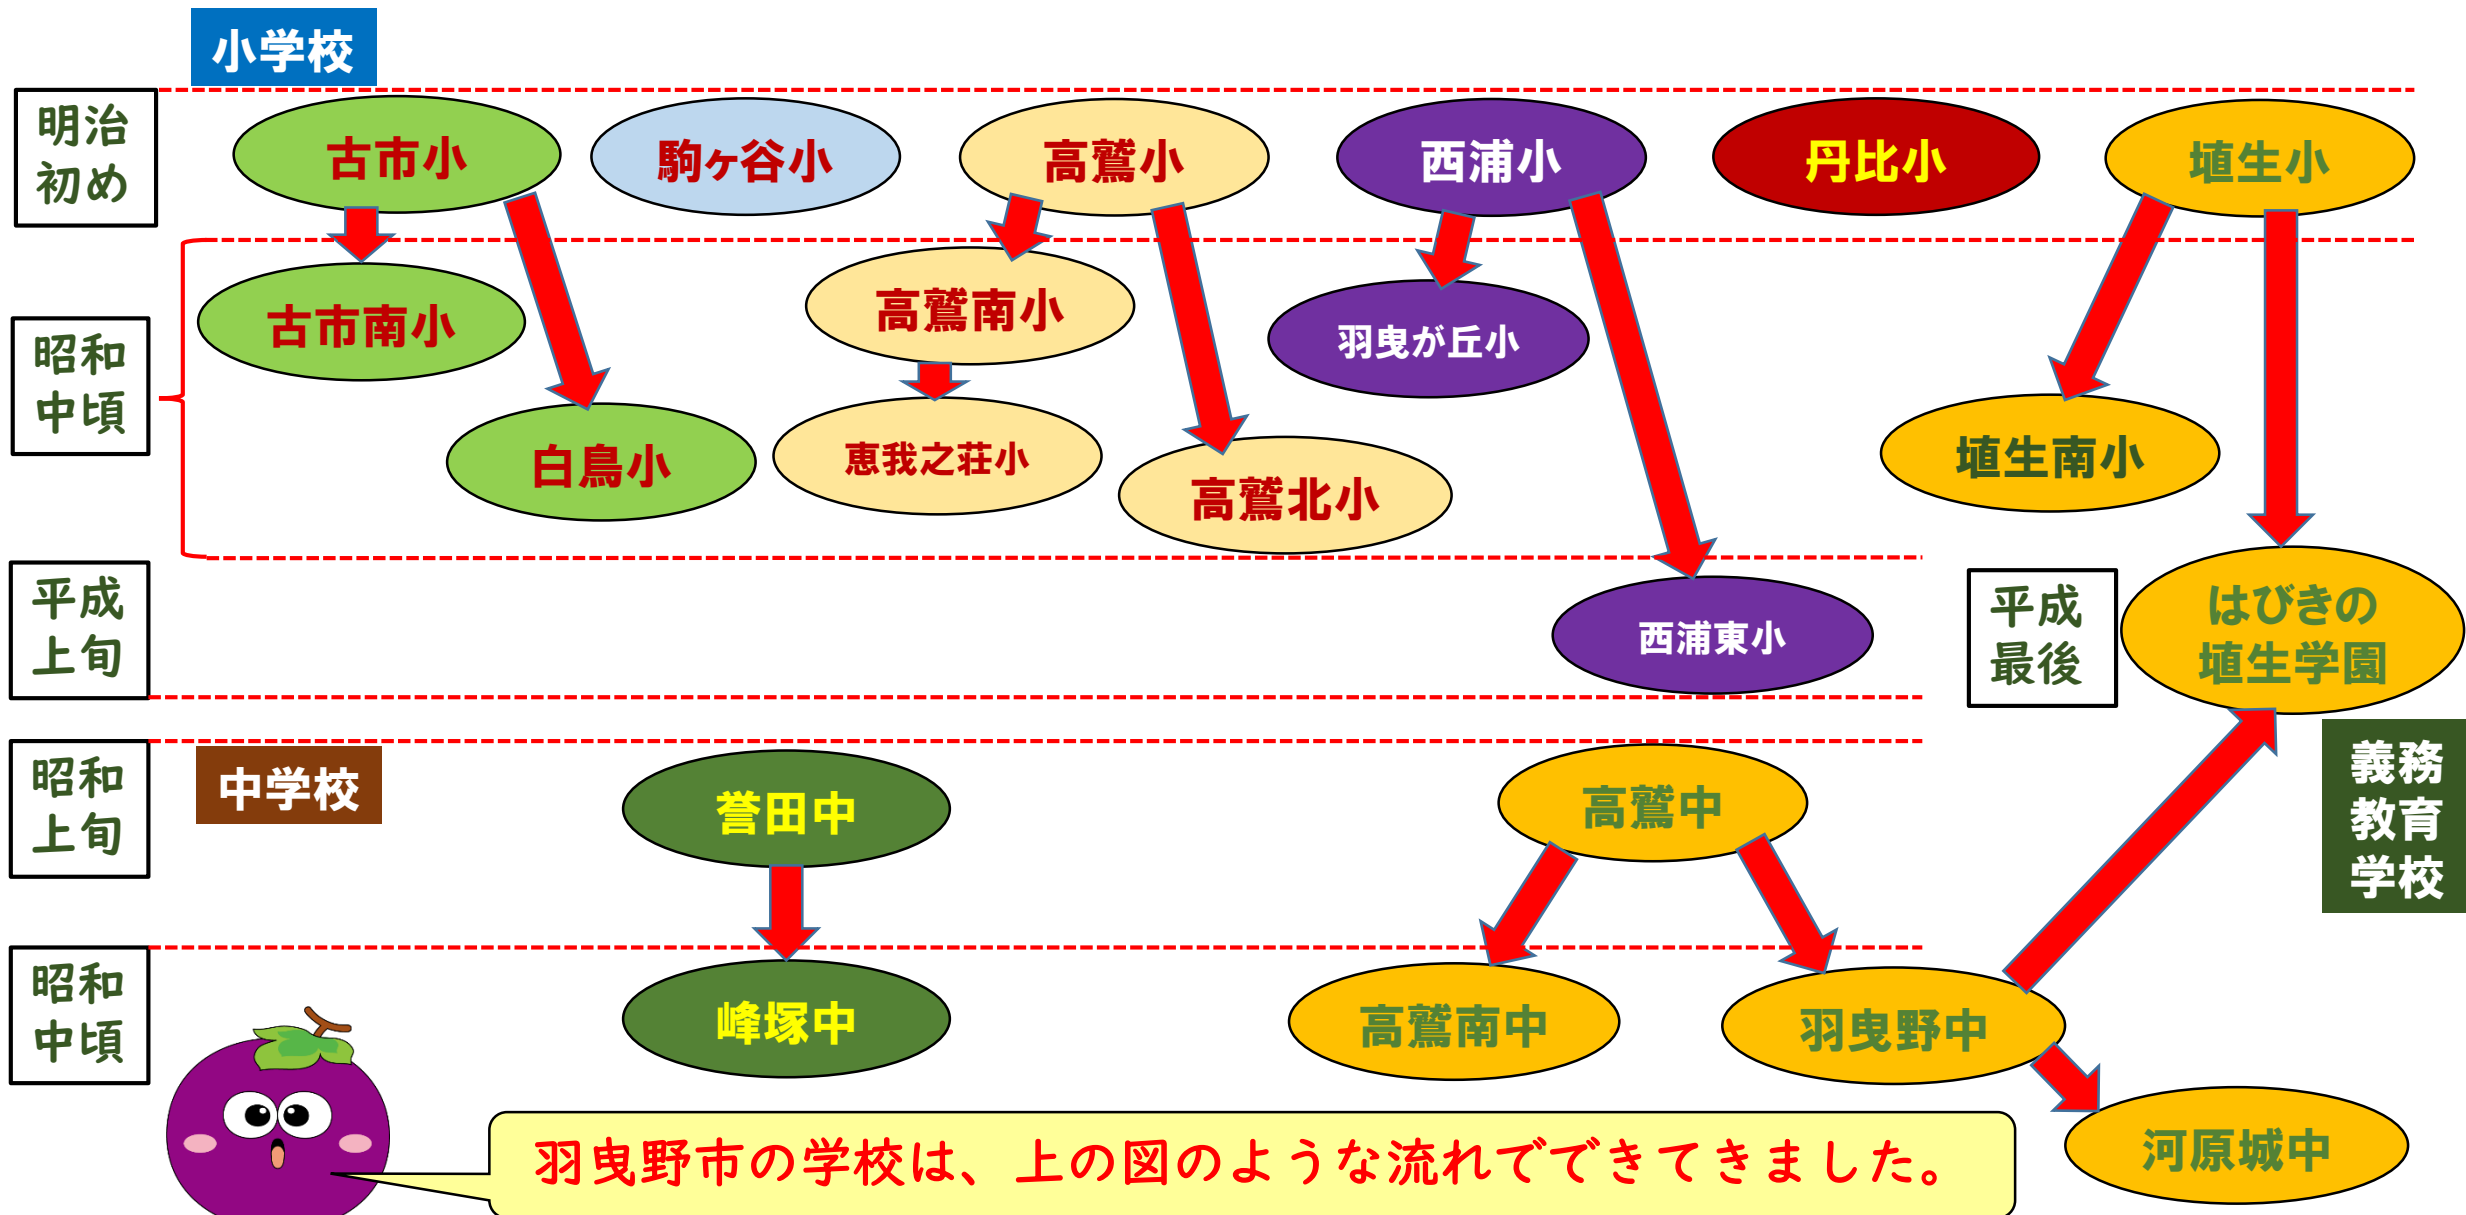 小学校
明治
初め
古市小
駒ヶ谷小
高鷲小
西浦小
丹比小
埴生小
昭和
中頃
古市南小
高鷲南小
羽曳が丘小
白鳥小
恵我之荘小
高鷲北小
埴生南小
平成
上旬
西浦東小
平成
最後
はびきの
埴生学園
昭和
上旬
中学校
誉田中
高鷲中
義務
教育
学校
昭和
中頃
峰塚中
高鷲南中
羽曳野中
河原城中
羽曳野市の学校は、上の図のような流れでできてきました。